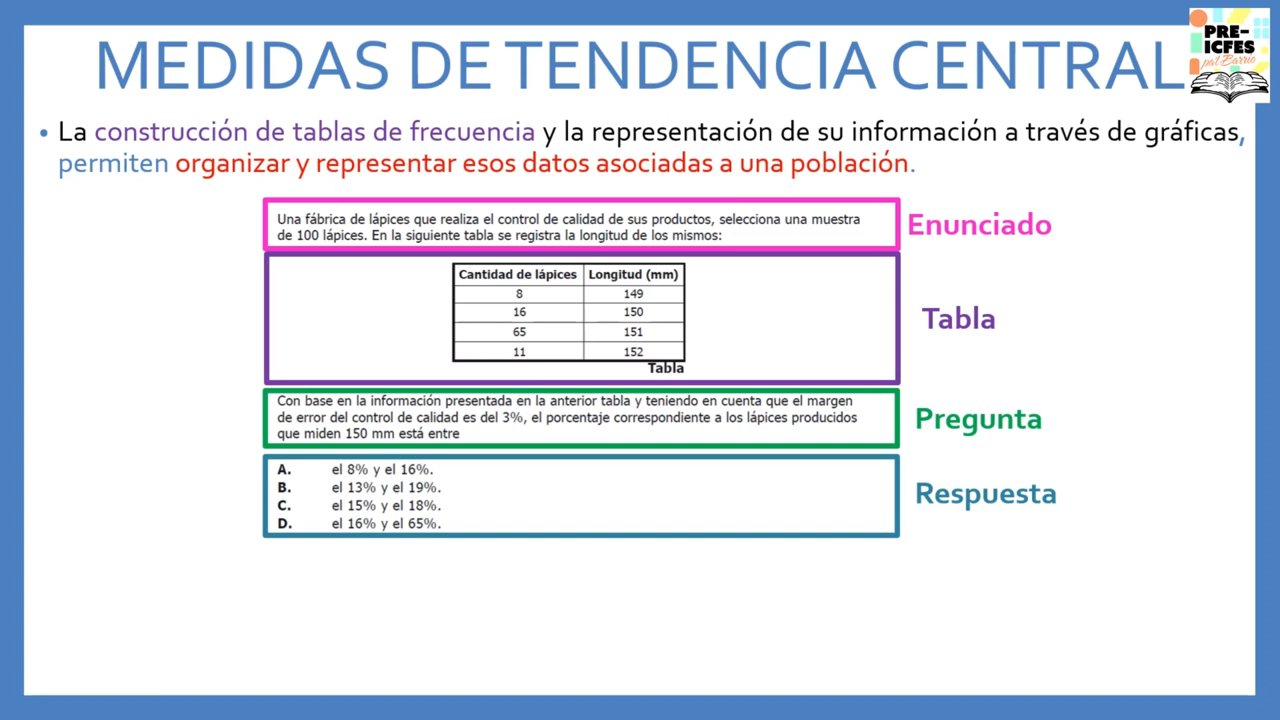 MEDIDAS DE TENDENCIA CENTRAL
PRE-
ICFES
pa'l Barrio
• La construcción de tablas de frecuencia y la representación de su información a través de gráficas,
permiten organizar y representar esos datos asociadas a una población.
Una fábrica de lápices que realiza el control de calidad de sus productos, selecciona una muestra
de 100 lápices. En la siguiente tabla se registra la longitud de los mismos:
Enunciado
Cantidad de lápices Longitud (mm)
8 149
16 150
65 151
11 152
Tabla
Tabla
Con base en la información presentada en la anterior tabla y teniendo en cuenta que el margen
de error del control de calidad es del 3%, el porcentaje correspondiente a los lápices producidos
que miden 150 mm está entre
Pregunta
A. el 8% y el 16%.
B. el 13% y el 19%.
C. el 15% y el 18%.
D. el 16% y el 65%.
Respuesta